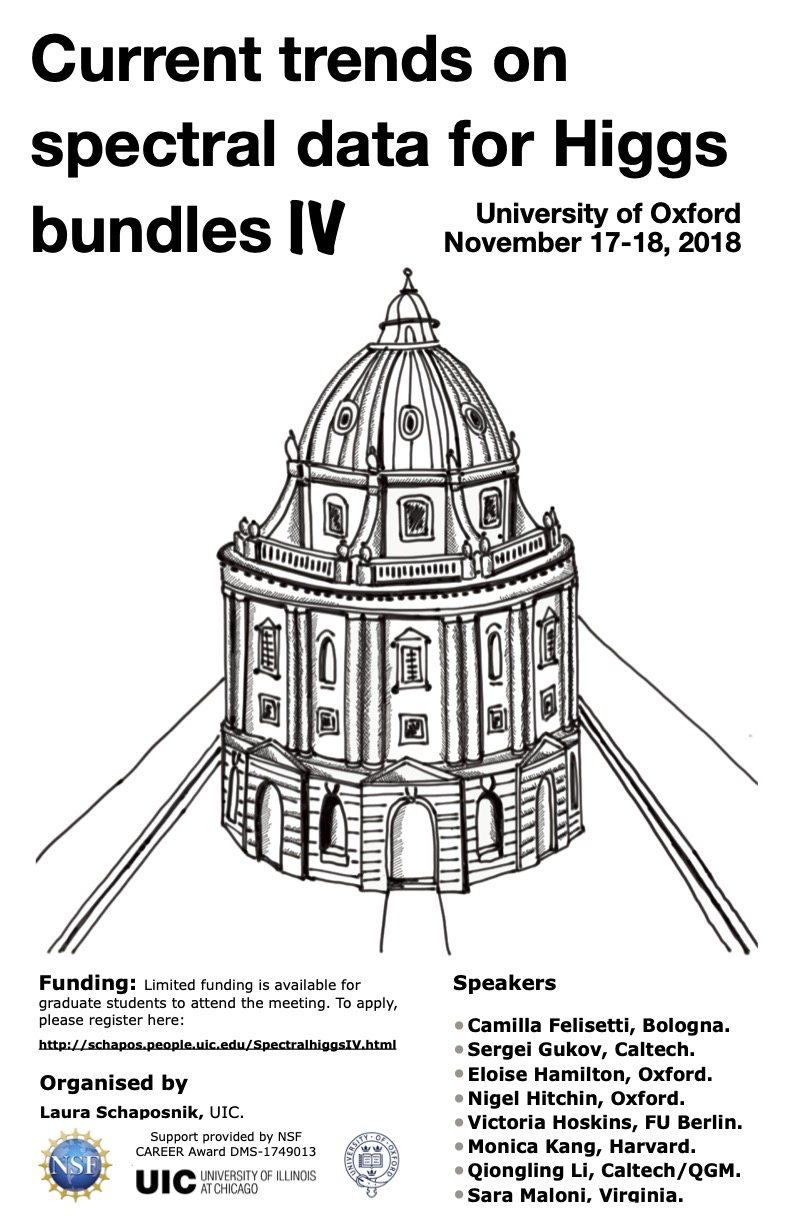 Current trends on
spectral data for Higgs
bundles IV
University of Oxford
November 17-18, 2018
Funding: Limited funding is available for
graduate students to attend the meeting. To apply,
please register here:
http://schapos.people.uic.edu/SpectralhiggsIV.html
Organised by
Laura Schaposnik, UIC.
Support provided by NSF
CAREER Award DMS-1749013
NSF
UIC UNIVERSITY OF ILLINOIS
AT CHICAGO
UNIVERSITY OF OXFORD
Speakers
Camilla Felisetti, Bologna.
Sergei Gukov, Caltech.
Eloise Hamilton, Oxford.
Nigel Hitchin, Oxford.
Victoria Hoskins, FU Berlin.
Monica Kang, Harvard.
Qiongling Li, Caltech/QGM.
Sara Maloni, Virginia.